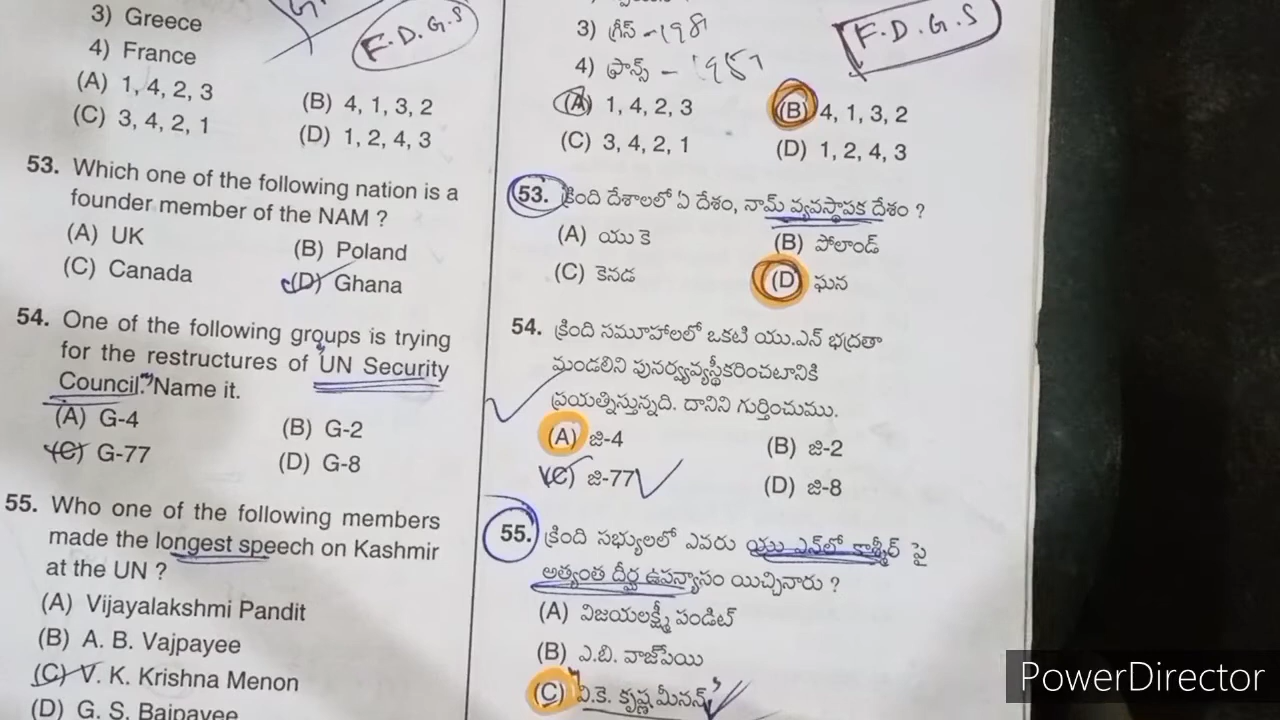 3) Greece
4) France
(A) 1, 4, 2, 3
(B) 4, 1, 3, 2
(C) 3, 4, 2, 1
(D) 1, 2, 4, 3
F.D.G.S
53. Which one of the following nation is a
founder member of the NAM ?
(A) UK
(B) Poland
(C) Canada
(D) Ghana
54. One of the following groups is trying
for the restructures of UN Security
Council. Name it.
(A) G-4
(B) G-2
(C) G-77
(D) G-8
55. Who one of the following members
made the longest speech on Kashmir
at the UN ?
(A) Vijayalakshmi Pandit
(B) A. B. Vajpayee
(C) V. K. Krishna Menon
(D) G. S. Bajpayee
3) గ్రీస్ - 198
4) ఫ్రాన్స్ - 1957
F.D.G.S
(A) 1, 4, 2, 3
(B) 4, 1, 3, 2
(C) 3, 4, 2, 1
(D) 1, 2, 4, 3
53. క్రింది దేశాలలో ఏ దేశం, నామ్ వ్యవస్థాపక దేశం ?
(A) యు కె
(B) పోలాండ్
(C) కెనడ
(D) ఘన
54. క్రింది సమూహాలలో ఒకటి యు.ఎన్ భద్రతా
మండలిని పునర్వ్యవ్యస్థీకరించటానికి
ప్రయత్నిస్తున్నది. దానిని గుర్తించుము.
(A) జి-4
(B) జి-2
(C) జి-77
(D) జి-8
55. క్రింది సభ్యులలో ఎవరు యు ఎన్‌లో కాశ్మీర్ పై
అత్యంత దీర్ఘ ఉపన్యాసం యిచ్చినారు ?
(A) విజయలక్ష్మీ పండిట్
(B) ఎ.బి. వాజ్‌పేయి
(C) వి.కె. కృష్ణ మీనన్
PowerDirector